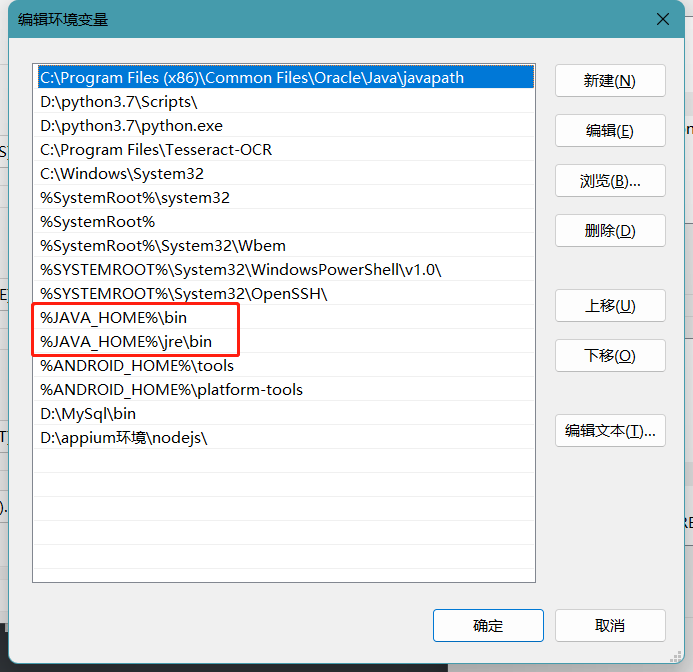 编辑环境变量
C:\Program Files (x86)\Common Files\Oracle\Java\javapath
D:\python3.7\Scripts\
D:\python3.7\python.exe
C:\Program Files\Tesseract-OCR
C:\Windows\System32
%SystemRoot%\system32
%SystemRoot%
%SystemRoot%\System32\Wbem
%SYSTEMROOT%\System32\WindowsPowerShell\v1.0\
%SYSTEMROOT%\System32\OpenSSH\
%JAVA_HOME%\bin
%JAVA_HOME%\jre\bin
%ANDROID_HOME%\tools
%ANDROID_HOME%\platform-tools
D:\MySql\bin
D:\appium环境\nodejs\
新建(N)
编辑(E)
浏览(B)...
删除(D)
上移(U)
下移(O)
编辑文本(T)...
确定
取消